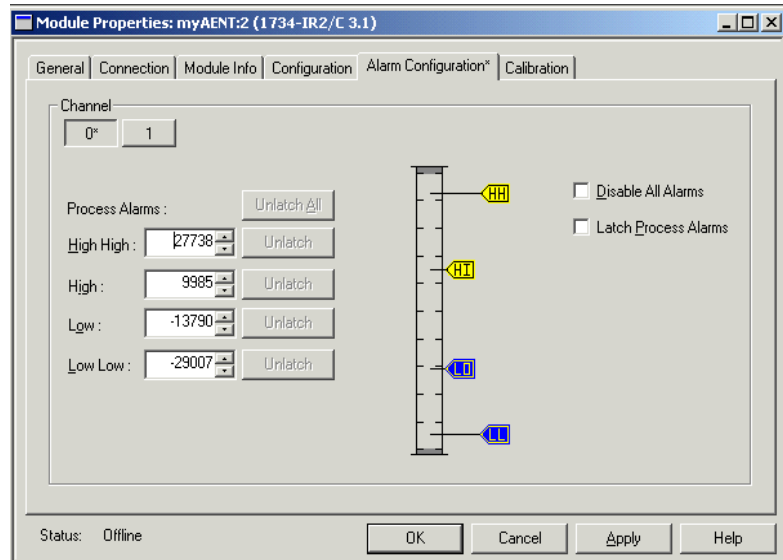 Module Properties: myAENT:2 (1734-IR2/C 3.1)
General Connection Module Info Configuration Alarm Configuration* Calibration
Channel
0* 1
Process Alarms : Unlatch All
High High : 27738 Unlatch
High : 9985 Unlatch
Low : -13790 Unlatch
Low Low : -29007 Unlatch
HH
HI
LO
LL
Disable All Alarms
Latch Process Alarms
Status: Offline OK Cancel Apply Help